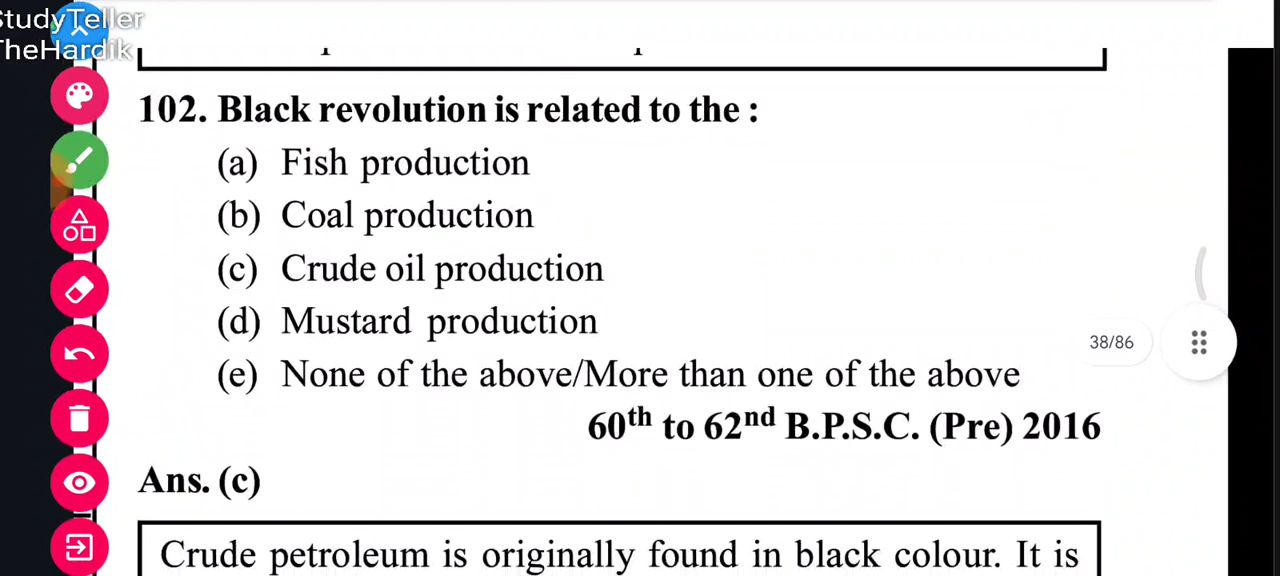 StudyTeller
TheHardik
102. Black revolution is related to the :
(a) Fish production
(b) Coal production
(c) Crude oil production
(d) Mustard production
(e) None of the above/More than one of the above
38/86
60th to 62nd B.P.S.C. (Pre) 2016
Ans. (c)
Crude petroleum is originally found in black colour. It is